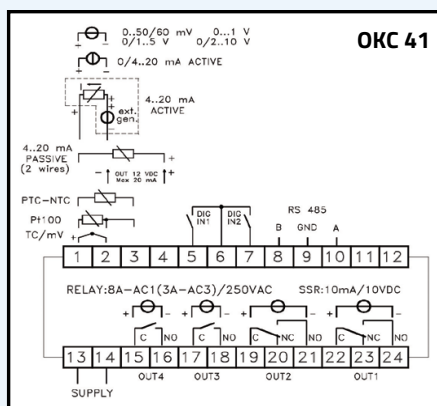 OKC 41
0..50/60 mV 0...1 V
0/1..5 V 0/2..10 V
0/4..20 mA ACTIVE
4..20 mA
ACTIVE
ext.
gen.
4..20 mA
PASSIVE
(2 wires)
OUT 12 VDC
Max 20 mA
PTC-NTC
Pt100
TC/mV
DIG
IN1
DIG
IN2
RS 485
B GND A
1 2 3 4 5 6 7 8 9 10 11 12
RELAY:8A-AC1(3A-AC3)/250VAC SSR:10mA/10VDC
C NO C NO C NC NO C NC NO
13 14 15 16 17 18 19 20 21 22 23 24
SUPPLY OUT4 OUT3 OUT2 OUT1